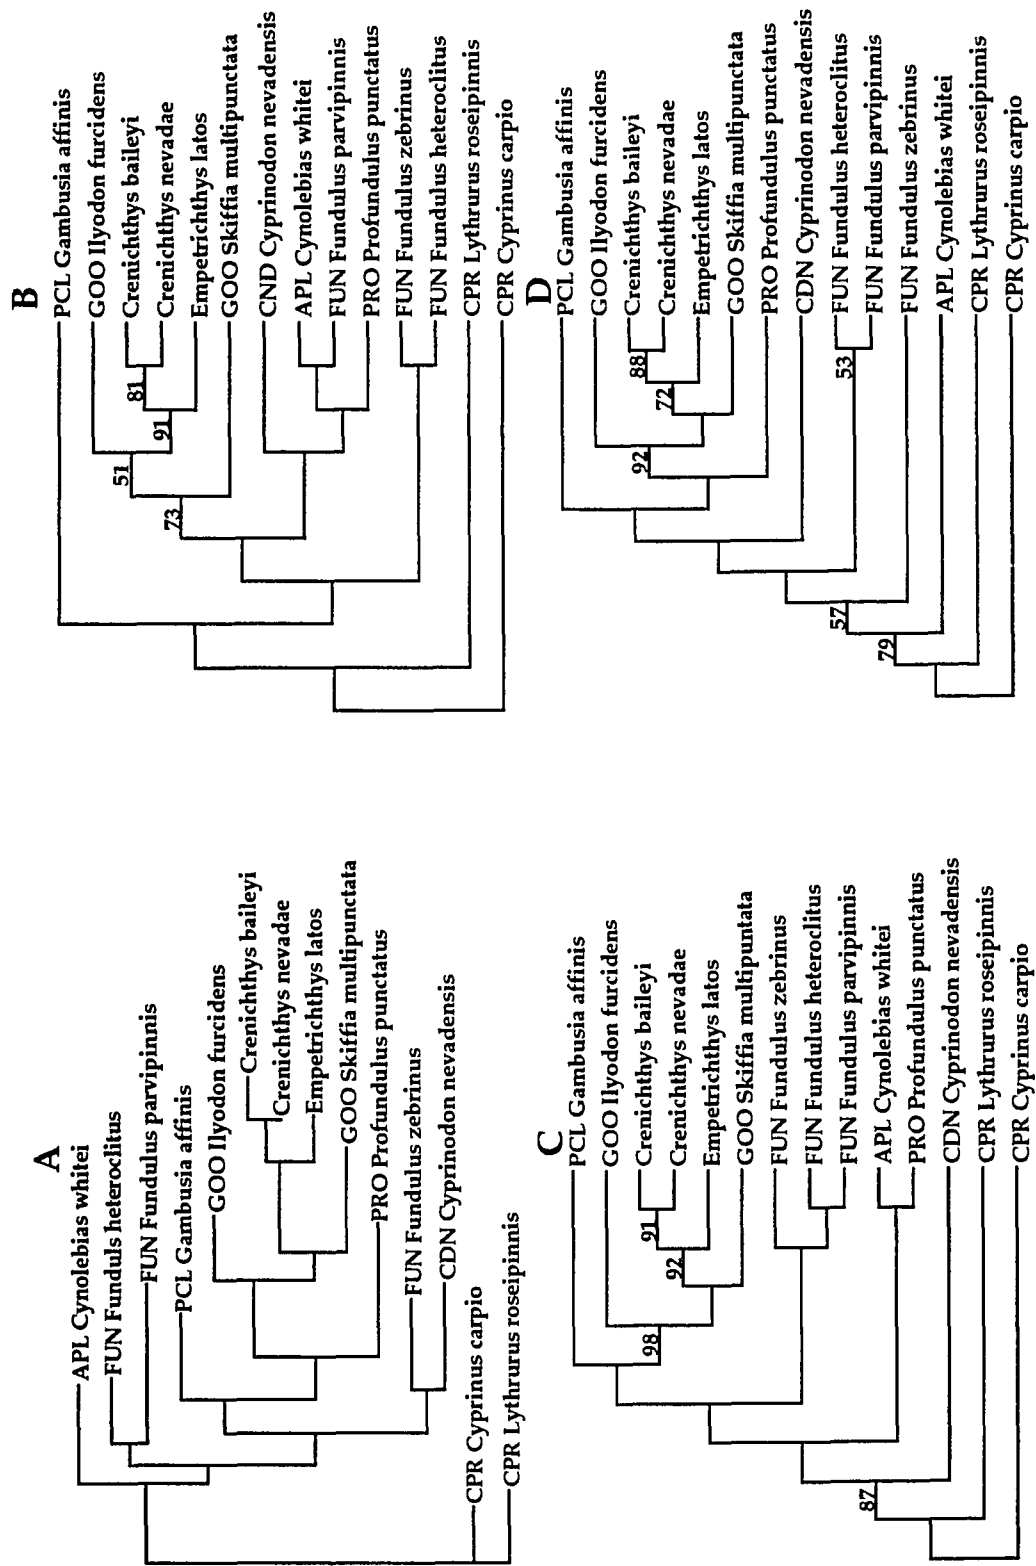 A
APL Cynolebias whitei
FUN Funduls heteroclitus
FUN Fundulus parvipinnis
PCL Gambusia affinis
GOO Ilyodon furcidens
Crenichthys baileyi
Crenichthys nevadae
Empetrichthys latos
GOO Skiffia multipunctata
PRO Profundulus punctatus
FUN Fundulus zebrinus
CDN Cyprinodon nevadensis
CPR Cyprinus carpio
CPR Lythrurus roseipinnis
B
PCL Gambusia affinis
GOO Ilyodon furcidens
Crenichthys baileyi
Crenichthys nevadae
Empetrichthys latos
GOO Skiffia multipunctata
CND Cyprinodon nevadensis
APL Cynolebias whitei
FUN Fundulus parvipinnis
PRO Profundulus punctatus
FUN Fundulus zebrinus
FUN Fundulus heteroclitus
CPR Lythrurus roseipinnis
CPR Cyprinus carpio
81
91
51
73
C
PCL Gambusia affinis
GOO Ilyodon furcidens
Crenichthys baileyi
Crenichthys nevadae
Empetrichthys latos
GOO Skiffia multipuntata
FUN Fundulus zebrinus
FUN Fundulus heteroclitus
FUN Fundulus parvipinnis
APL Cynolebias whitei
PRO Profundulus punctatus
CDN Cyprinodon nevadensis
CPR Lythrurus roseipinnis
CPR Cyprinus carpio
91
92
98
87
D
PCL Gambusia affinis
GOO Ilyodon furcidens
Crenichthys baileyi
Crenichthys nevadae
Empetrichthys latos
GOO Skiffia multipunctata
PRO Profundulus punctatus
CDN Cyprinodon nevadensis
FUN Fundulus heteroclitus
FUN Fundulus parvipinnis
FUN Fundulus zebrinus
APL Cynolebias whitei
CPR Lythrurus roseipinnis
CPR Cyprinus carpio
88
72
92
53
57
79